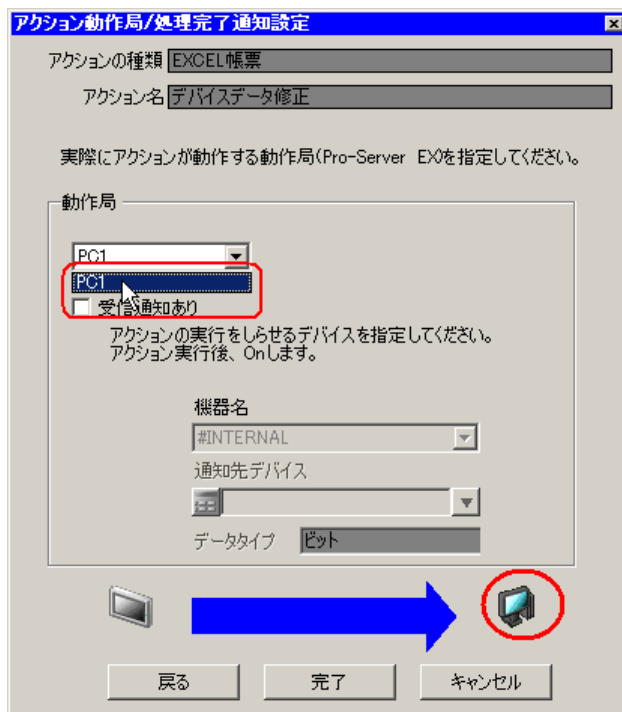 アクション動作局/処理完了通知設定
アクションの種類 EXCEL帳票
アクション名 デバイスデータ修正
実際にアクションが動作する動作局(Pro-Server EX)を指定してください。
動作局
PC1
PC1
受信通知あり
アクションの実行をしらせるデバイスを指定してください。
アクション実行後、Onします。
機器名
#INTERNAL
通知先デバイス
データタイプ ビット
戻る 完了 キャンセル